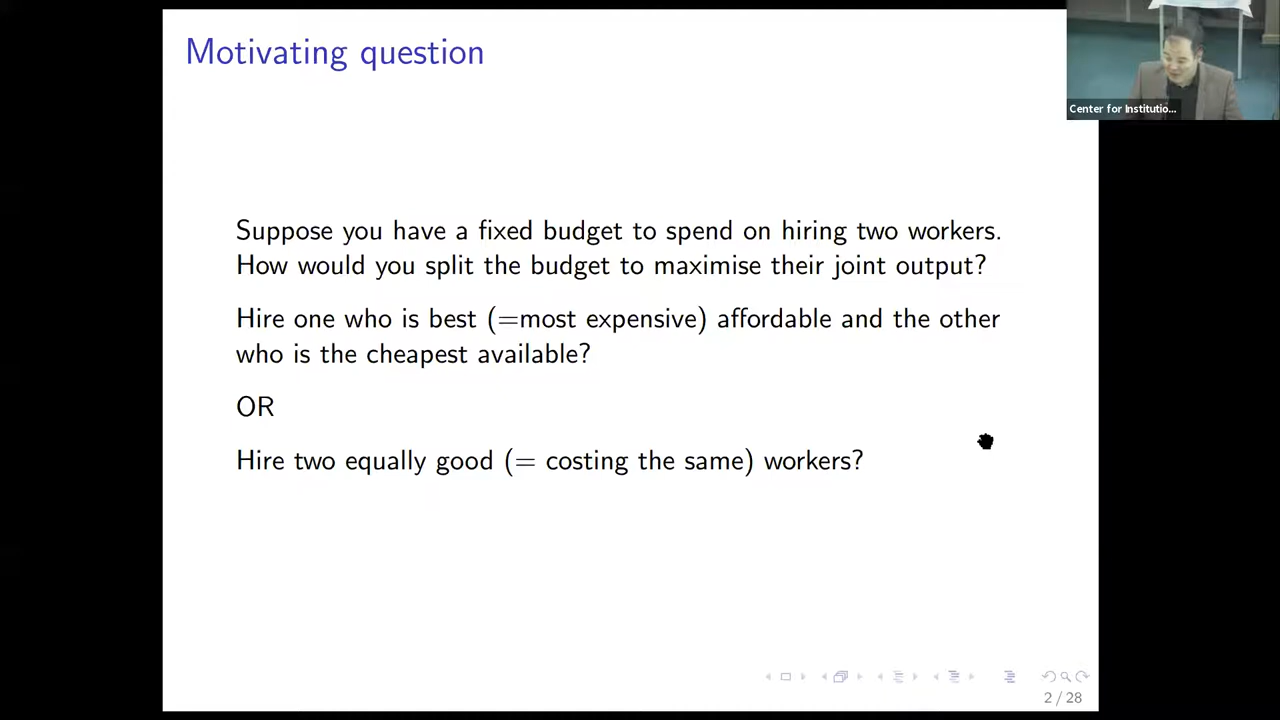 Motivating question
Center for Institutio...
Suppose you have a fixed budget to spend on hiring two workers.
How would you split the budget to maximise their joint output?
Hire one who is best (=most expensive) affordable and the other
who is the cheapest available?
OR
Hire two equally good (= costing the same) workers?
2 / 28